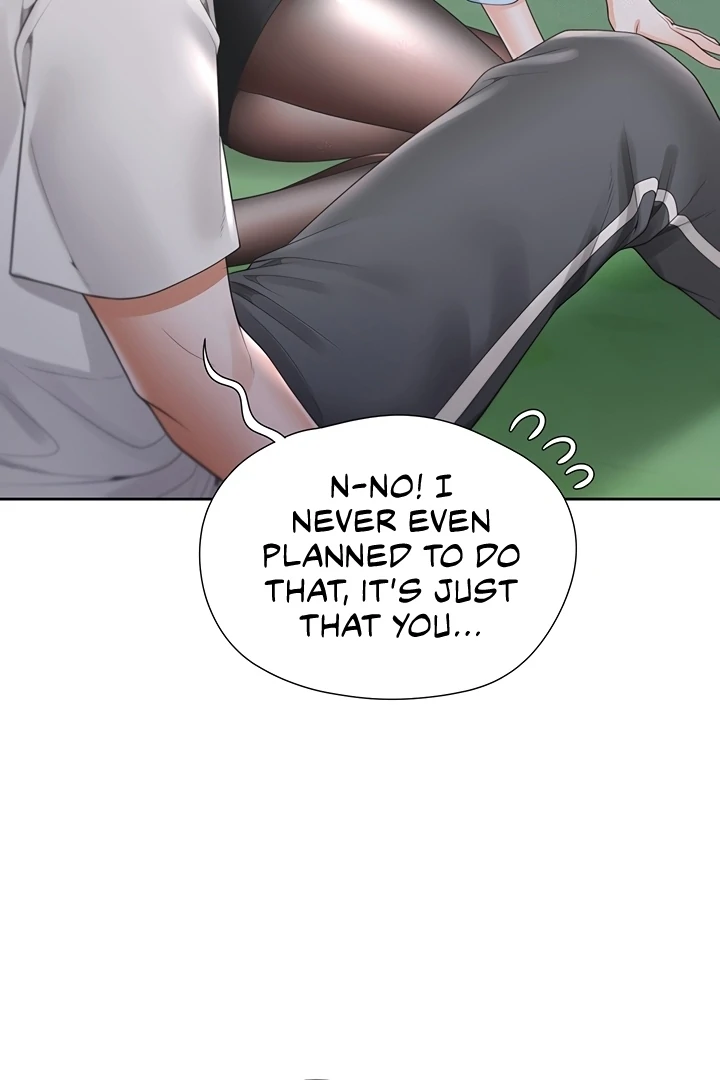 N-NO! I
NEVER EVEN
PLANNED TO DO
THAT, IT'S JUST
THAT YOU...